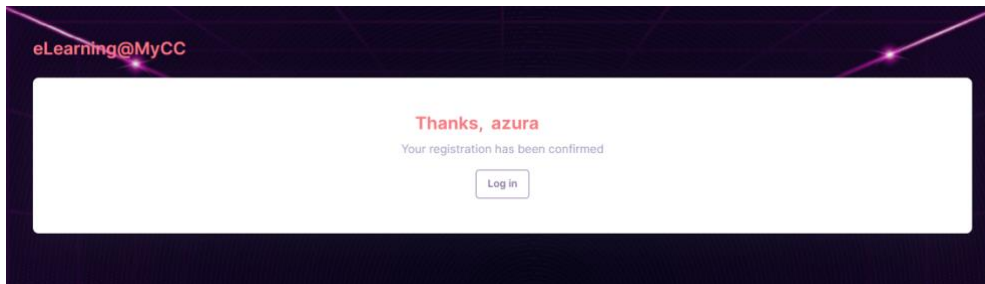 eLearning@MyCC
Thanks, azura
Your registration has been confirmed
Log in